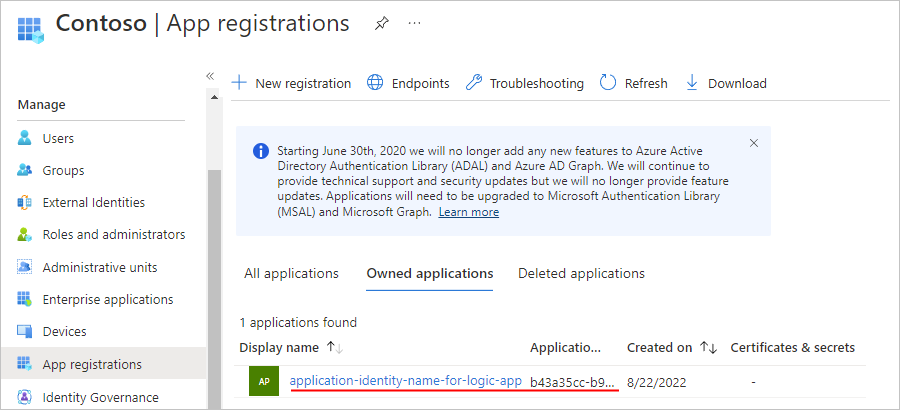 Contoso | App registrations
Manage
Users
Groups
External Identities
Roles and administrators
Administrative units
Enterprise applications
Devices
App registrations
Identity Governance
New registration Endpoints Troubleshooting Refresh Download
Starting June 30th, 2020 we will no longer add any new features to Azure Active
Directory Authentication Library (ADAL) and Azure AD Graph. We will continue to
provide technical support and security updates but we will no longer provide feature
updates. Applications will need to be upgraded to Microsoft Authentication Library
(MSAL) and Microsoft Graph. Learn more
All applications Owned applications Deleted applications
1 applications found
Display name Applicatio... Created on Certificates & secrets
AP application-identity-name-for-logic-app b43a35cc-b9... 8/22/2022 -